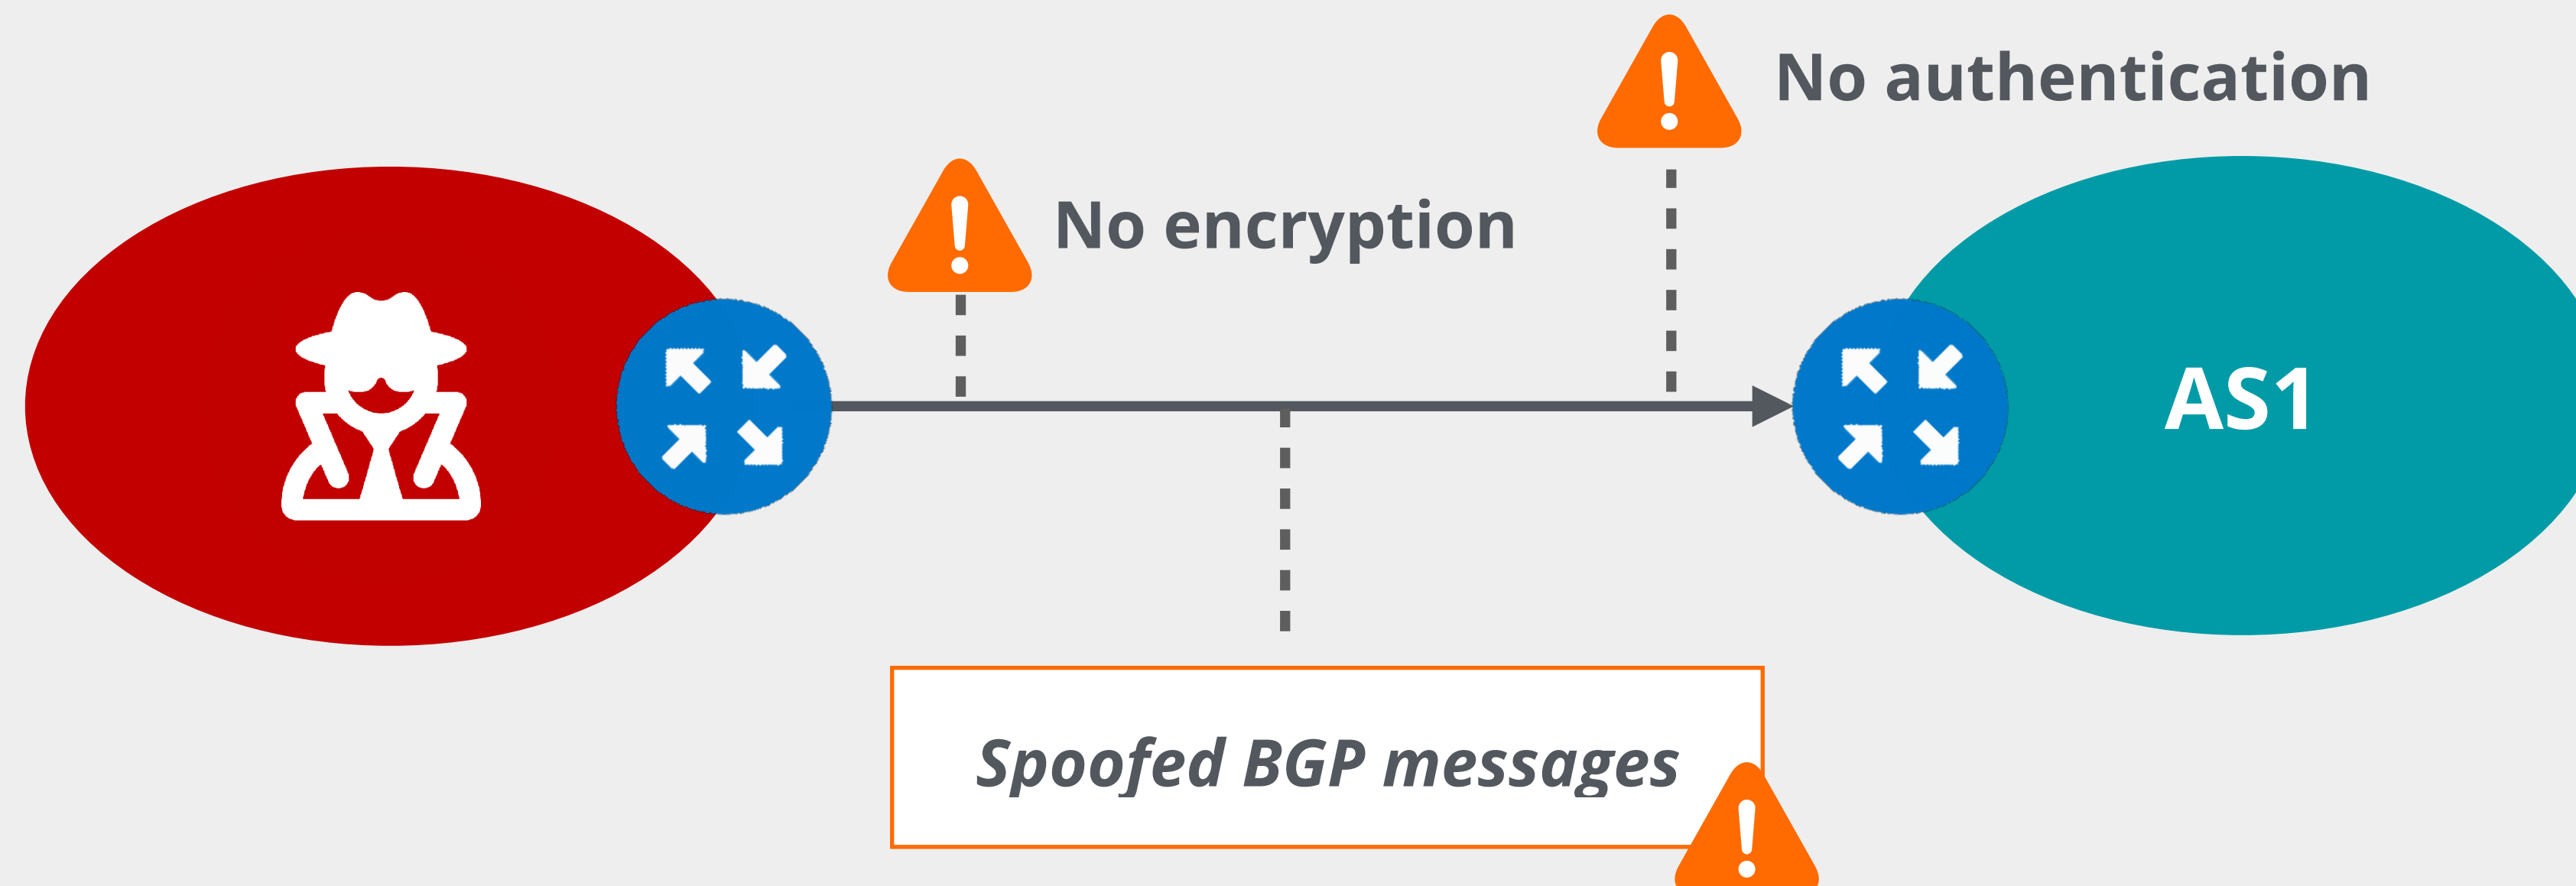 No authentication
No encryption
AS1
Spoofed BGP messages